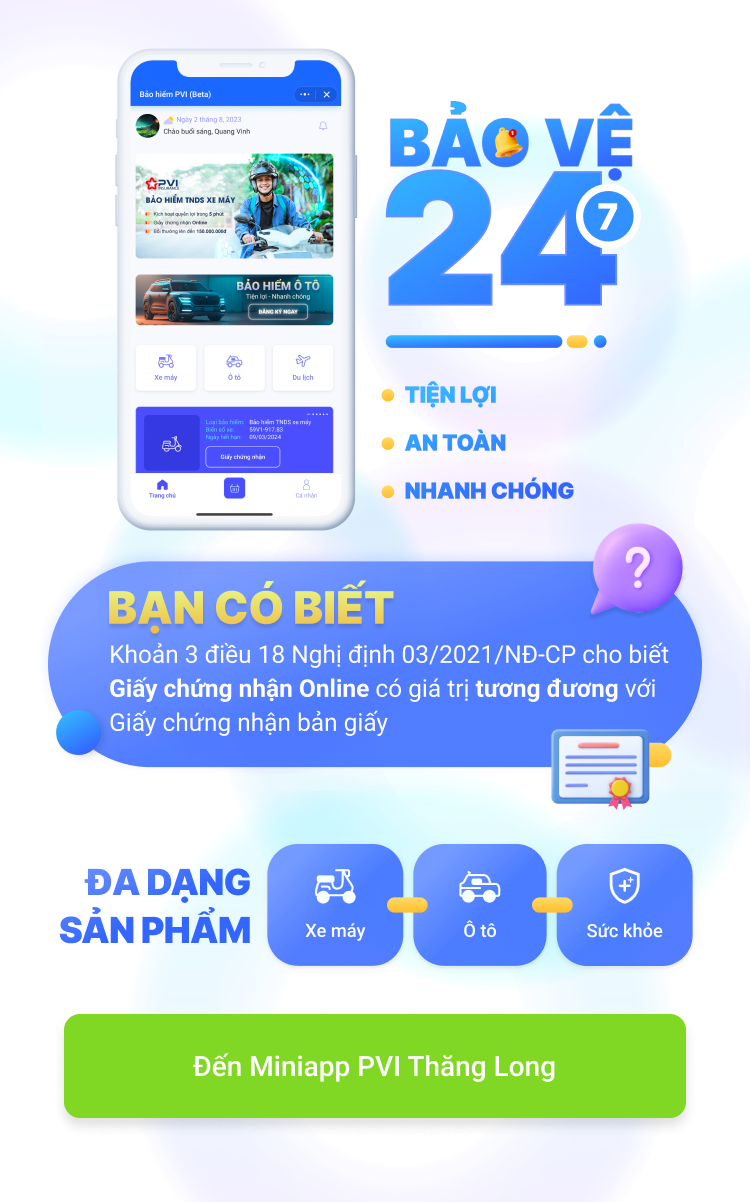 Bảo hiểm PVI (Beta)
Ngày 2 tháng 8, 2023
Chào buổi sáng, Quang Vinh
PVI
INSURANCE
BẢO HIỂM TNDS XE MÁY
Kích hoạt quyền lợi trong 5 phút
Giấy chứng nhận Online
Bồi thường lên đến 150.000.000đ
BẢO HIỂM Ô TÔ
Tiện lợi - Nhanh chóng
ĐĂNG KÝ NGAY
Xe máy
Ô tô
Du lịch
Loại bảo hiểm: Bảo hiểm TNDS xe máy
Biển số xe: 59V1-917.83
Ngày hết hạn: 09/03/2024
Giấy chứng nhận
Trang chủ
Cá nhân
BẢO VỆ
24
7
TIỆN LỢI
AN TOÀN
NHANH CHÓNG
?
BẠN CÓ BIẾT
Khoản 3 điều 18 Nghị định 03/2021/NĐ-CP cho biết
Giấy chứng nhận Online có giá trị tương đương với
Giấy chứng nhận bản giấy
ĐA DẠNG
SẢN PHẨM
Xe máy
Ô tô
Sức khỏe
Đến Miniapp PVI Thăng Long